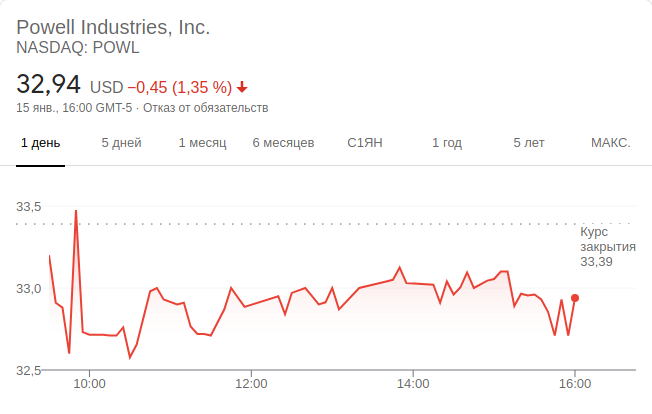 Powell Industries, Inc.
NASDAQ: POWL
32,94 USD −0,45 (1,35 %)
15 янв., 16:00 GMT-5 · Отказ от обязательств
1 день 5 дней 1 месяц 6 месяцев С1ЯН 1 год 5 лет МАКС.
33,5
Курс
закрытия
33,39
33,0
32,5
10:00 12:00 14:00 16:00